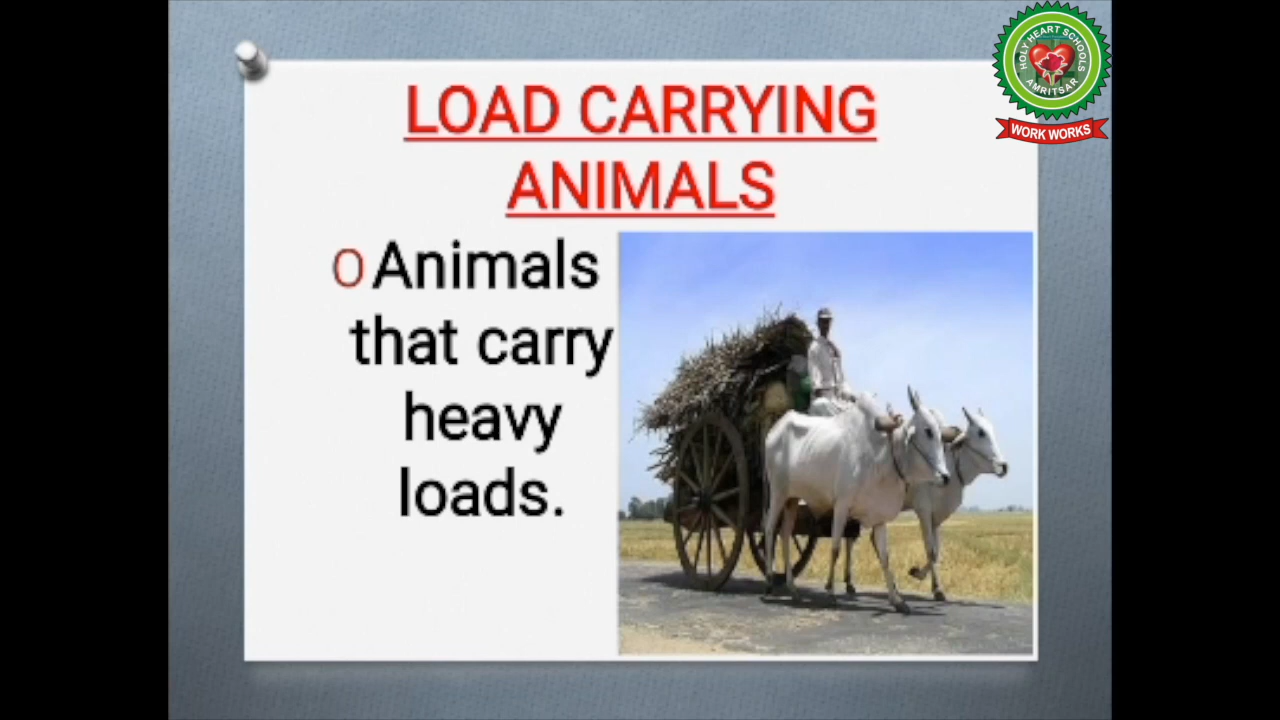 HOLY HEART SCHOOLS
AMRITSAR
WORK WORKS
LOAD CARRYING
ANIMALS
O Animals
that carry
heavy
loads.